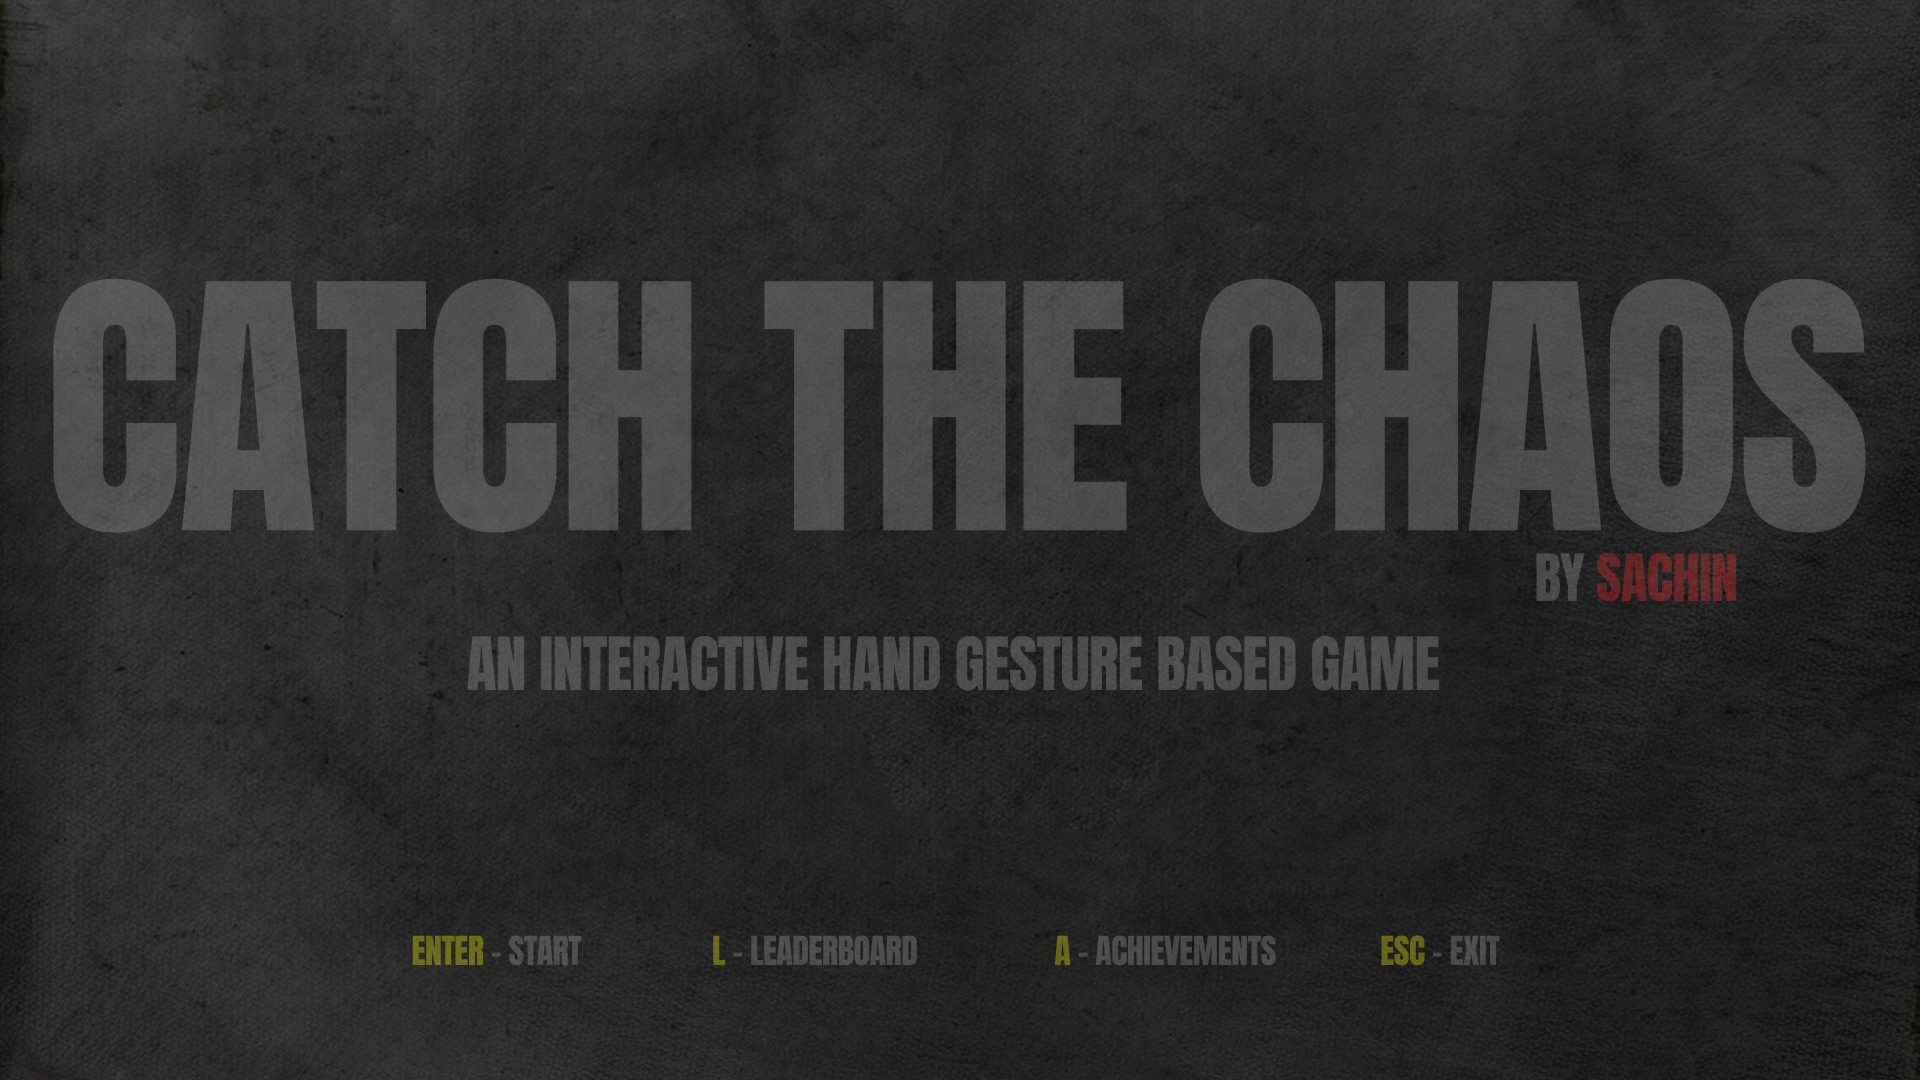 CATCH THE CHAOS
BY SACHIN
AN INTERACTIVE HAND GESTURE BASED GAME
ENTER - START L - LEADERBOARD A - ACHIEVEMENTS ESC - EXIT